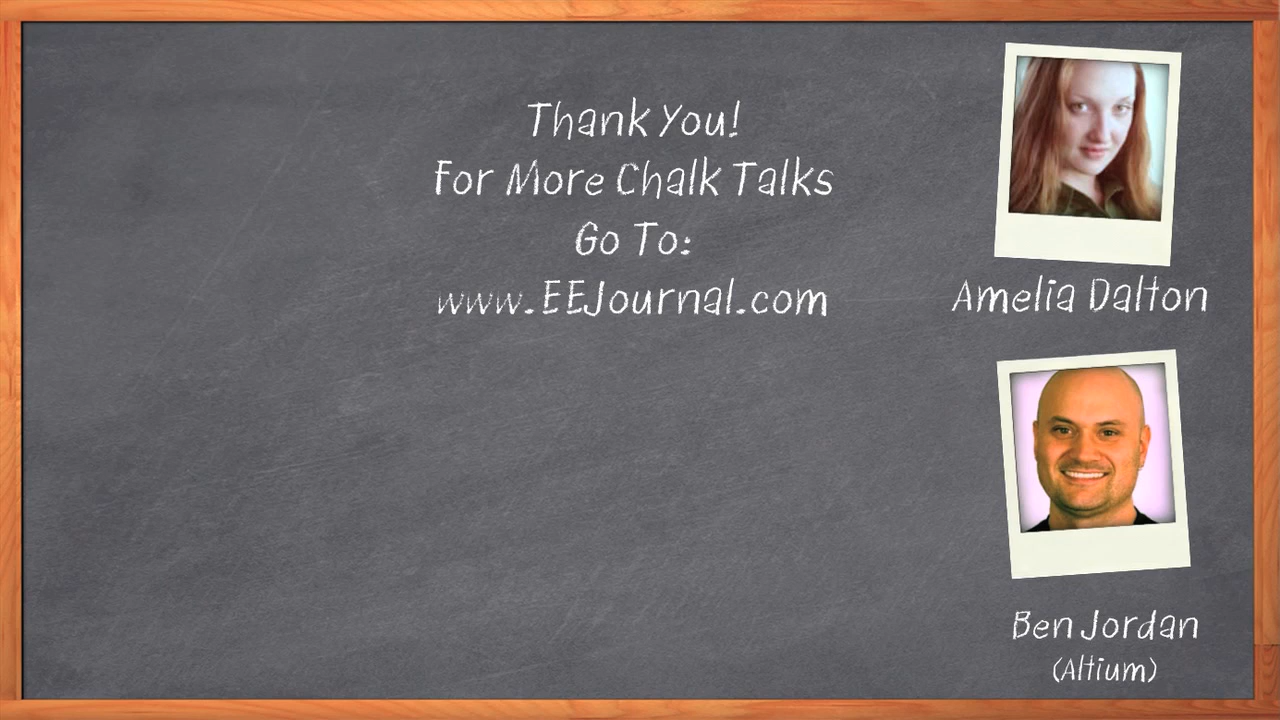 Thank You!
For More Chalk Talks
Go To:
www.EEJournal.com
Amelia Dalton
Ben Jordan
(Altium)